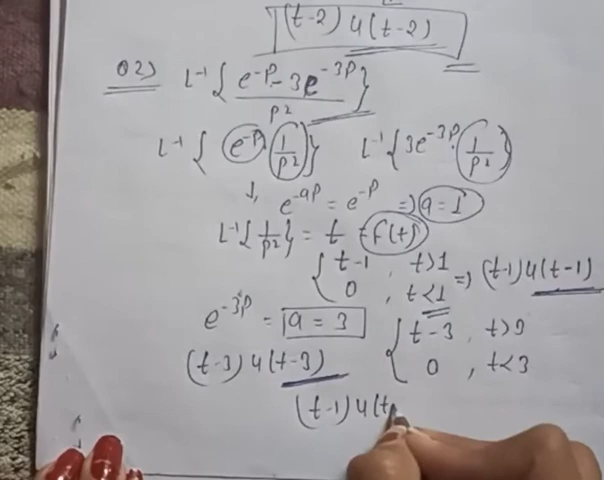 (t-2) u(t-2)
Q2) L⁻¹{ e^-p - 3e^-3p / p² }
L⁻¹{ e^-p (1/p²) } L⁻¹{ 3e^-3p · (1/p²) }
↓, e^-ap = e^-p ⇒ a = 1
L⁻¹{ 1/p² } = t = f(t)
{ t-1 , t>1
0 , t<1 ⇒ (t-1) u(t-1)
e^-3p = a = 3
{ t-3 , t>9
0 , t<3
(t-3) u(t-3)
(t-1) u(t